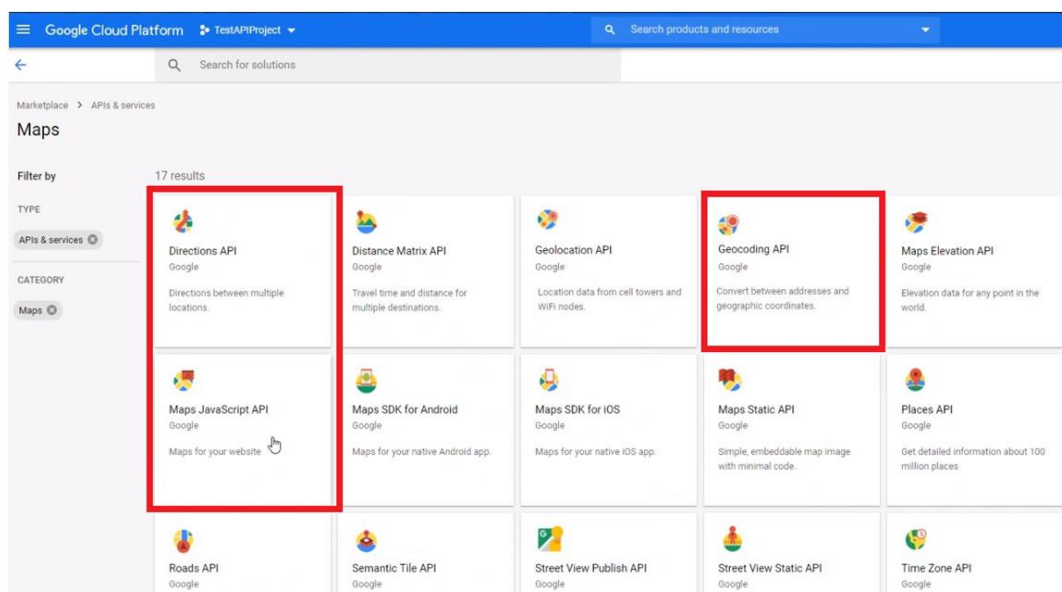 Google Cloud Platform TestAPIProject Search products and resources
Search for solutions
Marketplace > APIs & services
Maps
Filter by
17 results
TYPE
APIs & services
CATEGORY
Maps
Directions API
Google
Directions between multiple
locations.
Distance Matrix API
Google
Travel time and distance for
multiple destinations.
Geolocation API
Google
Location data from cell towers and
WiFi nodes.
Geocoding API
Google
Convert between addresses and
geographic coordinates.
Maps Elevation API
Google
Elevation data for any point in the
world.
Maps JavaScript API
Google
Maps for your website
Maps SDK for Android
Google
Maps for your native Android app.
Maps SDK for iOS
Google
Maps for your native iOS app.
Maps Static API
Google
Simple, embeddable map image
with minimal code.
Places API
Google
Get detailed information about 100
million places
Roads API
Google
Semantic Tile API
Google
Street View Publish API
Google
Street View Static API
Google
Time Zone API
Google